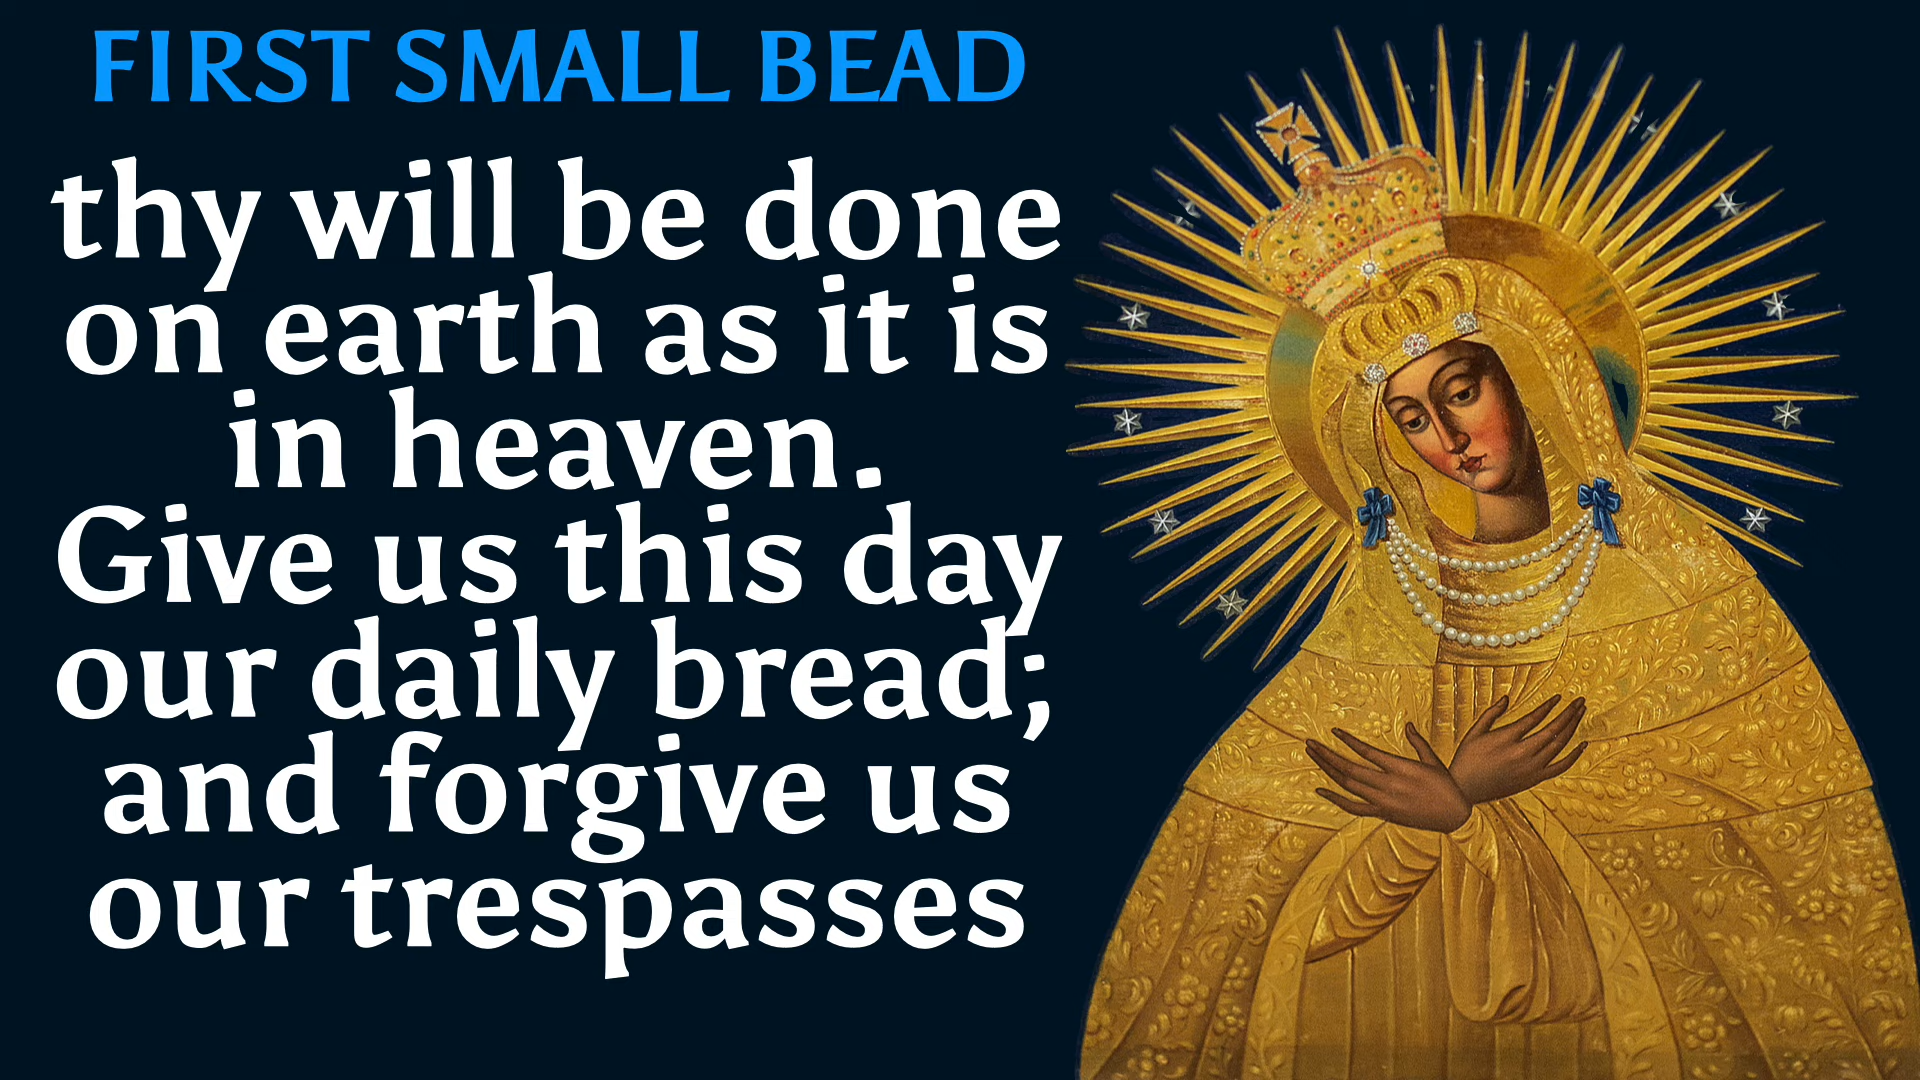 FIRST SMALL BEAD
thy will be done
on earth as it is
in heaven.
Give us this day
our daily bread;
and forgive us
our trespasses